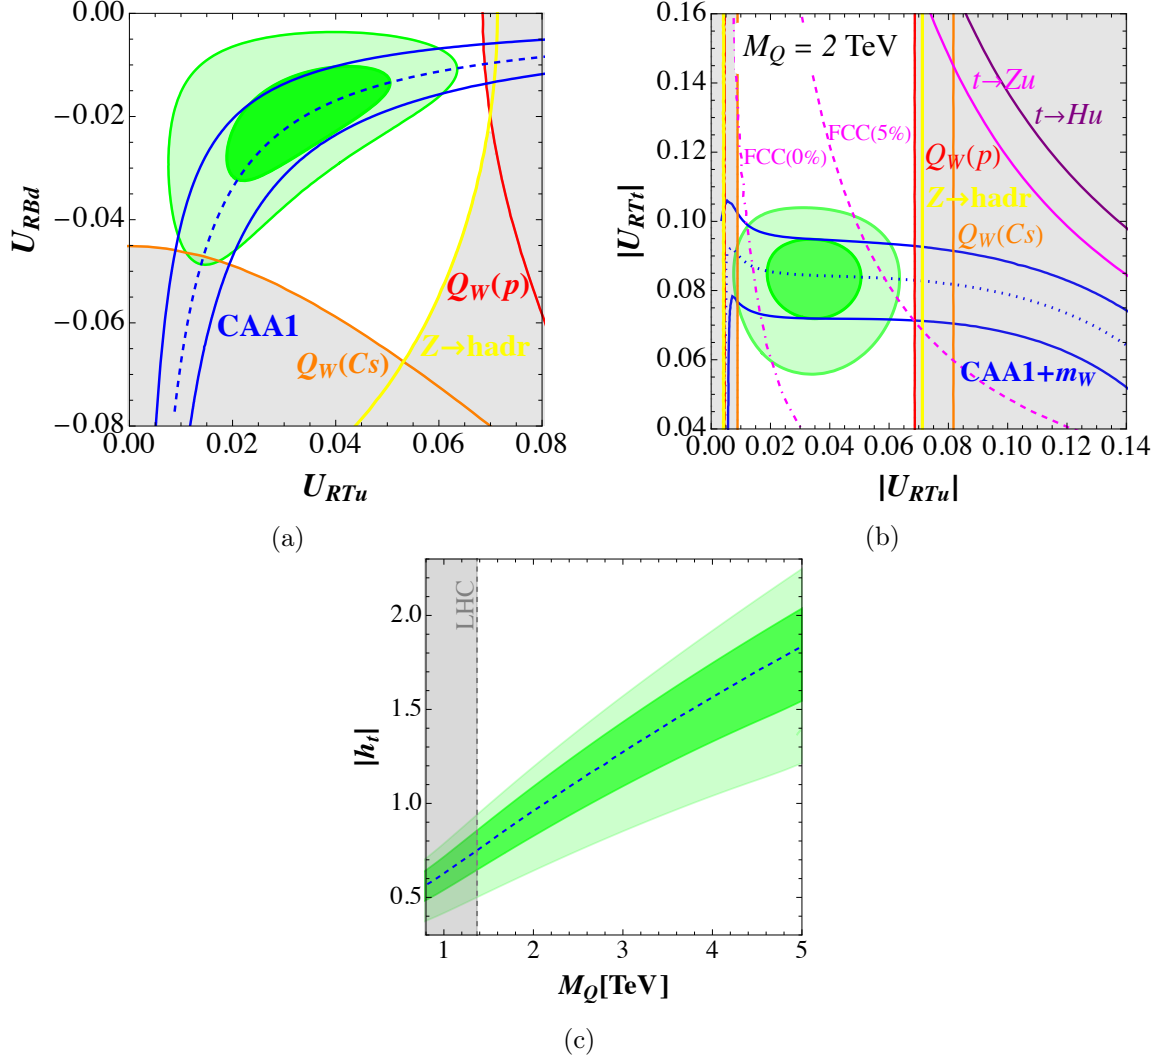 0.00
−0.02
−0.04
−0.06
−0.08
U_RBd
0.00 0.02 0.04 0.06 0.08
U_RTu
CAA1
Q_W(p)
Z→hadr
Q_W(Cs)
(a)
0.16
0.14
0.12
0.10
0.08
0.06
0.04
|U_RTt|
0.00 0.02 0.04 0.06 0.08 0.10 0.12 0.14
|U_RTu|
M_Q = 2 TeV
t→Zu
t→Hu
FCC(5%)
FCC(0%)
Q_W(p)
Z→hadr
Q_W(Cs)
CAA1+m_W
(b)
2.0
1.5
1.0
0.5
|h_t|
LHC
1 2 3 4 5
M_Q[TeV]
(c)